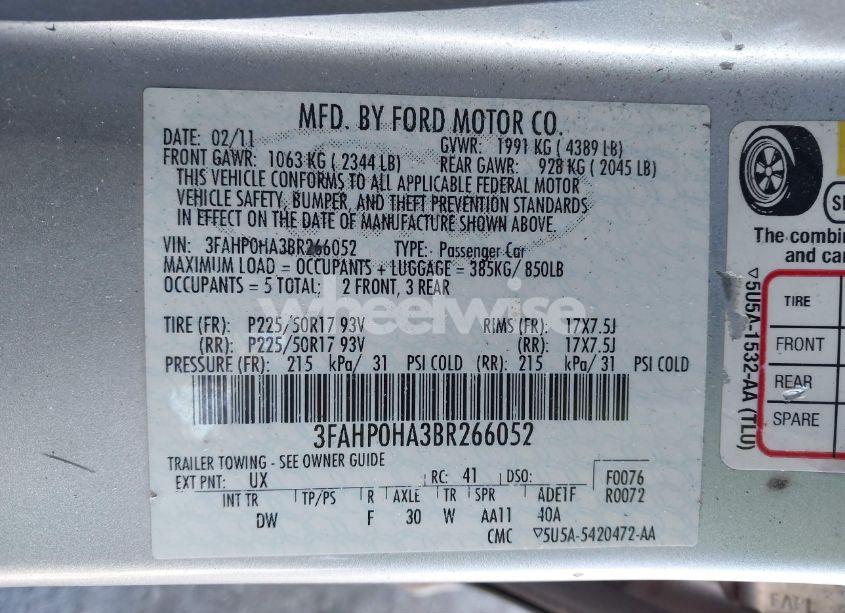 MFD. BY FORD MOTOR CO.
DATE: 02/11 GVWR: 1991 KG ( 4389 LB)
FRONT GAWR: 1063 KG ( 2344 LB) REAR GAWR: 928 KG ( 2045 LB)
THIS VEHICLE CONFORMS TO ALL APPLICABLE FEDERAL MOTOR
VEHICLE SAFETY, BUMPER, AND THEFT PREVENTION STANDARDS
IN EFFECT ON THE DATE OF MANUFACTURE SHOWN ABOVE.
VIN: 3FAHP0HA3BR266052 TYPE: Passenger Car
MAXIMUM LOAD = OCCUPANTS + LUGGAGE = 385KG/ 850LB
OCCUPANTS = 5 TOTAL; 2 FRONT, 3 REAR
wheelwise
TIRE (FR): P225/50R17 93V RIMS (FR): 17X7.5J
(RR): P225/50R17 93V (RR): 17X7.5J
PRESSURE (FR): 215 kPa/ 31 PSI COLD (RR): 215 kPa/ 31 PSI COLD
3FAHP0HA3BR266052
TRAILER TOWING - SEE OWNER GUIDE
EXT PNT: UX RC: 41 DSO: F0076
R0072
INT TR TP/PS R AXLE TR SPR ADE1F
DW F 30 W AA11 40A
CMC ▽5U5A-5420472-AA
The combin
and car
TIRE
FRONT
REAR
SPARE
▽5U5A-1532-AA (TLU)